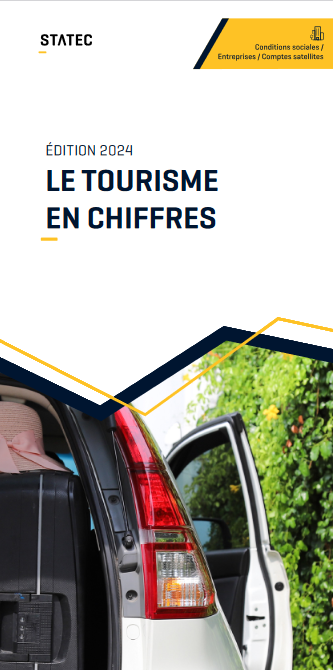 STATEC
Conditions sociales /
Entreprises / Comptes satellites
ÉDITION 2024
LE TOURISME
EN CHIFFRES